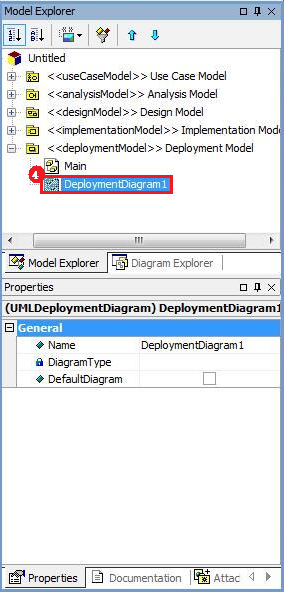 Model Explorer
Untitled
<<useCaseModel>> Use Case Model
<<analysisModel>> Analysis Model
<<designModel>> Design Model
<<implementationModel>> Implementation Mode
<<deploymentModel>> Deployment Model
Main
4
DeploymentDiagram1
Model Explorer
Diagram Explorer
Properties
(UMLDeploymentDiagram) DeploymentDiagram1
General
Name DeploymentDiagram1
DiagramType
DefaultDiagram
Properties
Documentation
Attac